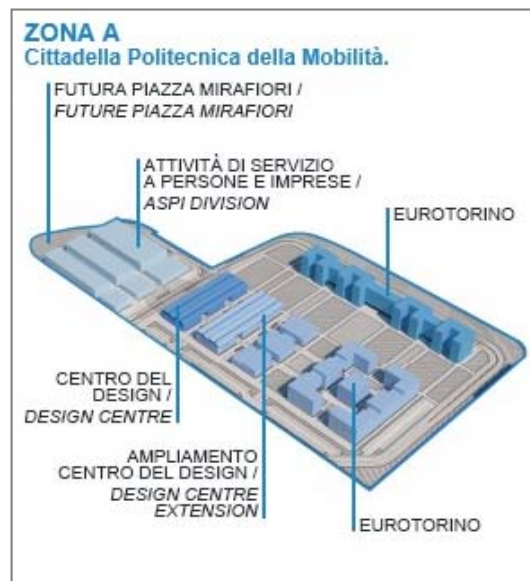 ZONA A
Cittadella Politecnica della Mobilità.
FUTURA PIAZZA MIRAFIORI /
FUTURE PIAZZA MIRAFIORI
ATTIVITÀ DI SERVIZIO
A PERSONE E IMPRESE /
ASPI DIVISION
EUROTORINO
CENTRO DEL
DESIGN /
DESIGN CENTRE
AMPLIAMENTO
CENTRO DEL DESIGN /
DESIGN CENTRE
EXTENSION
EUROTORINO